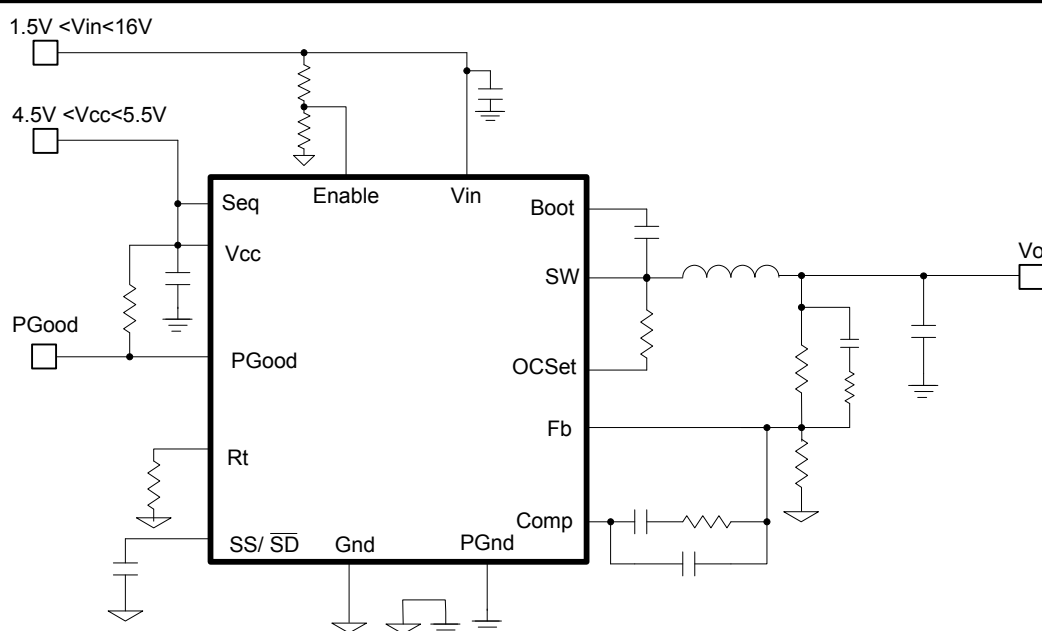 1.5V <Vin<16V
4.5V <Vcc<5.5V
Enable
Vin
Seq
Boot
Vcc
SW
Vo
PGood
PGood
OCSet
Fb
Rt
Comp
SS/ SD
Gnd
PGnd